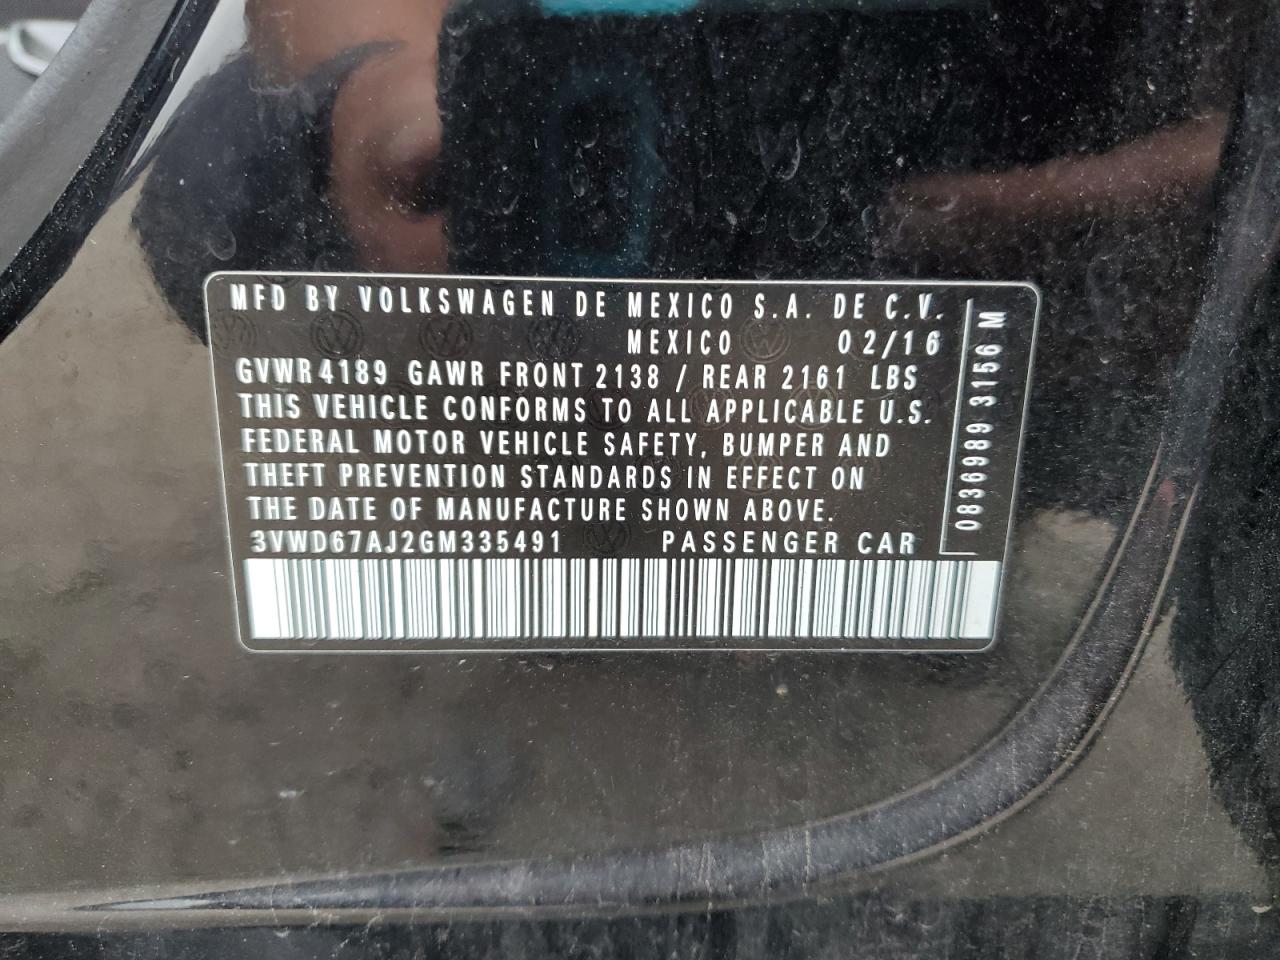 MFD BY VOLKSWAGEN DE MEXICO S.A. DE C.V.
MEXICO 02/16
GVWR 4189 GAWR FRONT 2138 / REAR 2161 LBS
THIS VEHICLE CONFORMS TO ALL APPLICABLE U.S.
FEDERAL MOTOR VEHICLE SAFETY, BUMPER AND
THEFT PREVENTION STANDARDS IN EFFECT ON
THE DATE OF MANUFACTURE SHOWN ABOVE.
3VWD67AJ2GM335491 PASSENGER CAR
0836989 3156 M